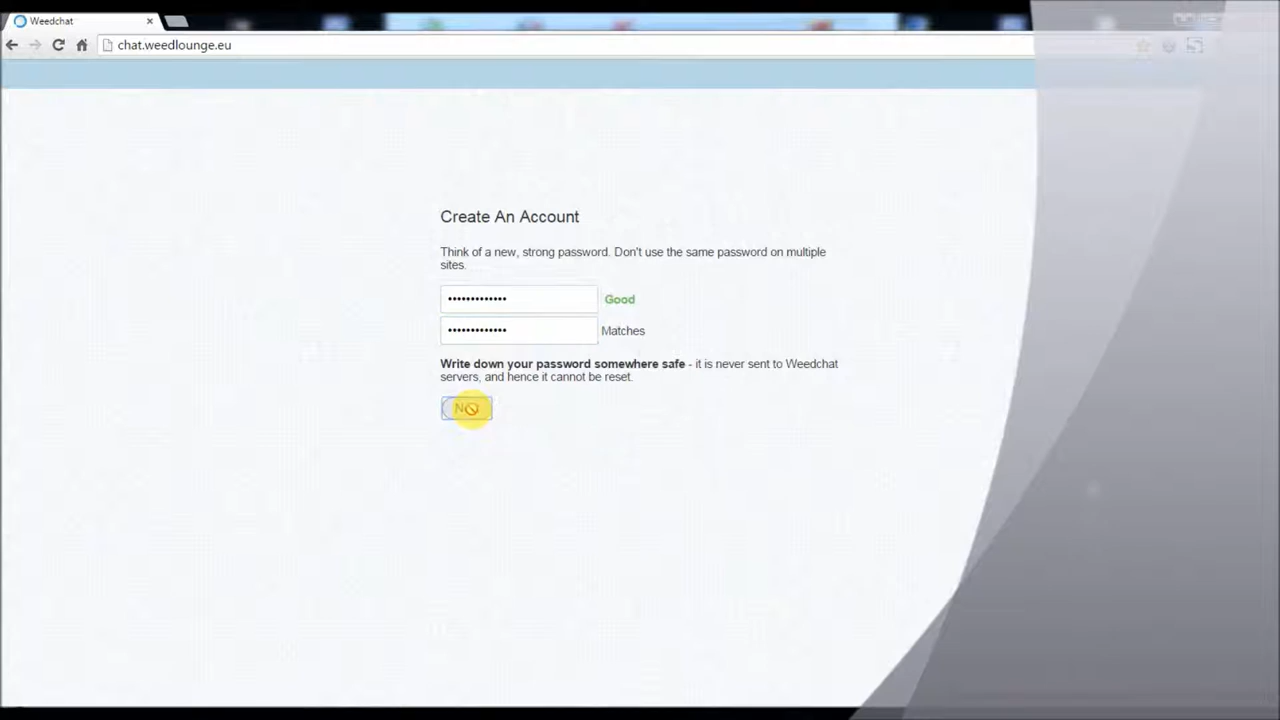 Weedchat
chat.weedlounge.eu
Create An Account
Think of a new, strong password. Don't use the same password on multiple
sites.
Good
Matches
Write down your password somewhere safe - it is never sent to Weedchat
servers, and hence it cannot be reset.